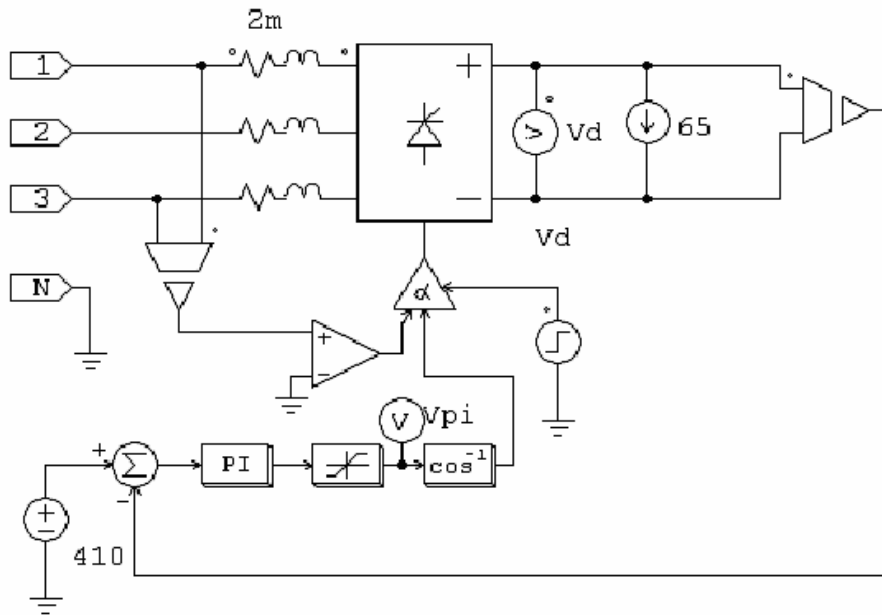 2m
1
2
3
N
+
−
V
Vd
65
Vd
α
+
−
V
Vpi
+
Σ
−
PI
cos⁻¹
+
−
410